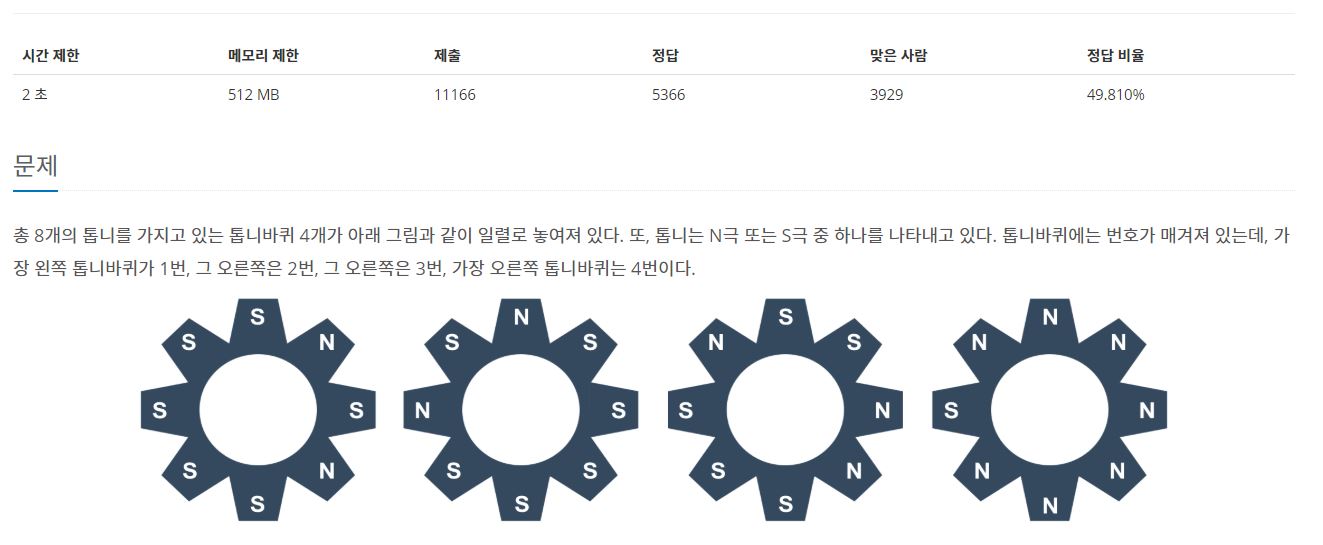 시간 제한 메모리 제한 제출 정답 맞은 사람 정답 비율
2 초 512 MB 11166 5366 3929 49.810%
문제
총 8개의 톱니를 가지고 있는 톱니바퀴 4개가 아래 그림과 같이 일렬로 놓여져 있다. 또, 톱니는 N극 또는 S극 중 하나를 나타내고 있다. 톱니바퀴에는 번호가 매겨져 있는데, 가
장 왼쪽 톱니바퀴가 1번, 그 오른쪽은 2번, 그 오른쪽은 3번, 가장 오른쪽 톱니바퀴는 4번이다.
S N S N
S N S S N S N N
S S N S S N S N
S N S S S N N N
S S S N